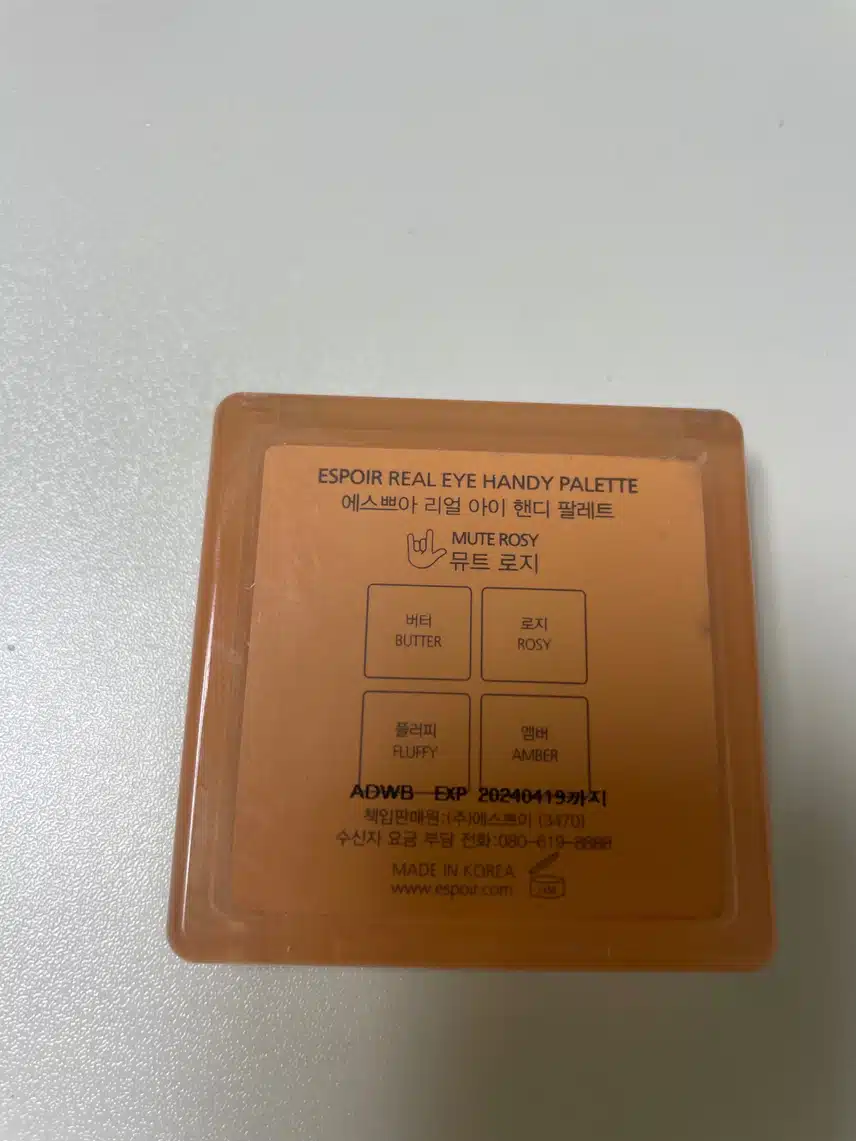 ESPOIR REAL EYE HANDY PALETTE
에스쁘아 리얼 아이 핸디 팔레트
MUTE ROSY
뮤트 로지
버터
BUTTER
로지
ROSY
플러피
FLUFFY
앰버
AMBER
ADWB EXP 20240419까지
책임판매원:(주)에스쁘아 (3470)
수신자 요금 부담 전화:080-619-8888
MADE IN KOREA
www.espoir.com